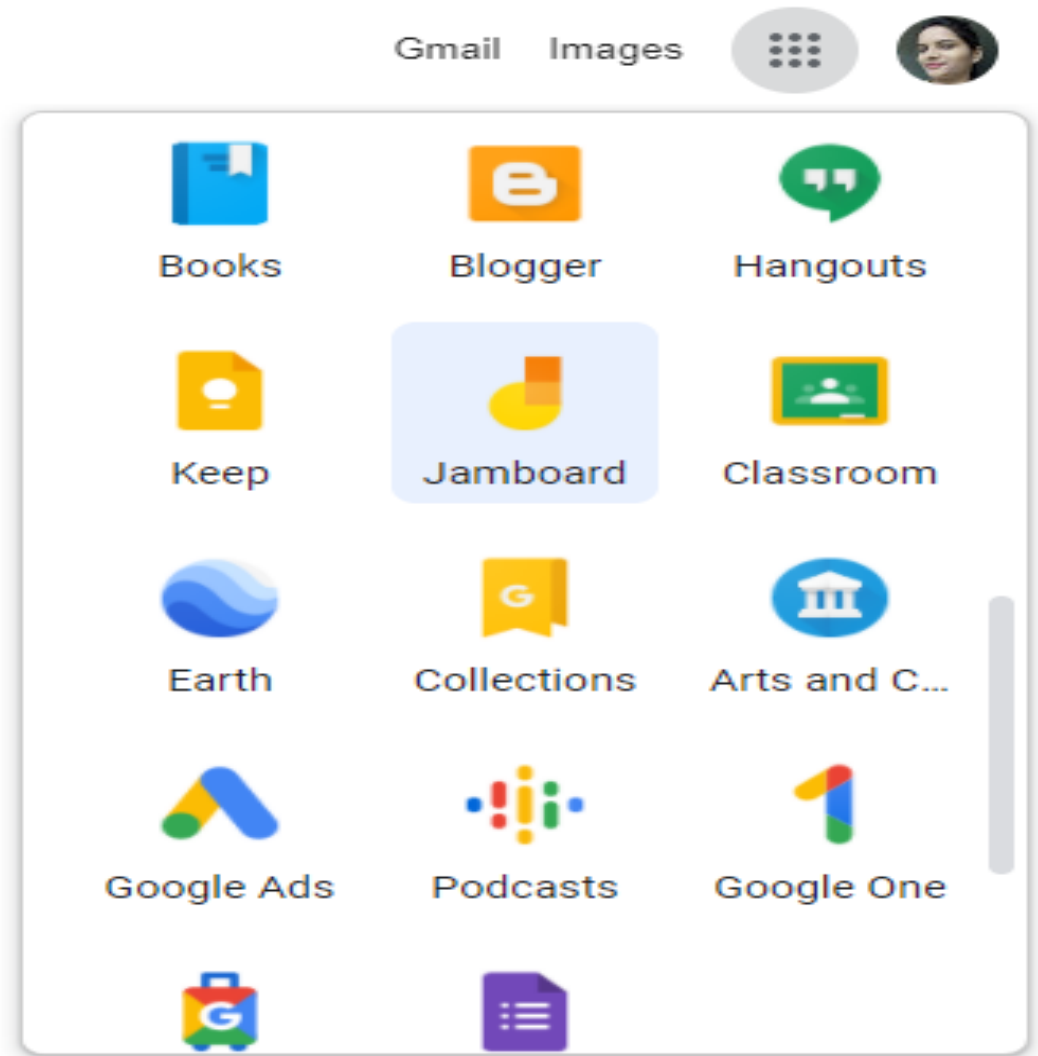 Gmail Images
Books Blogger Hangouts
Keep Jamboard Classroom
Earth Collections Arts and C...
Google Ads Podcasts Google One